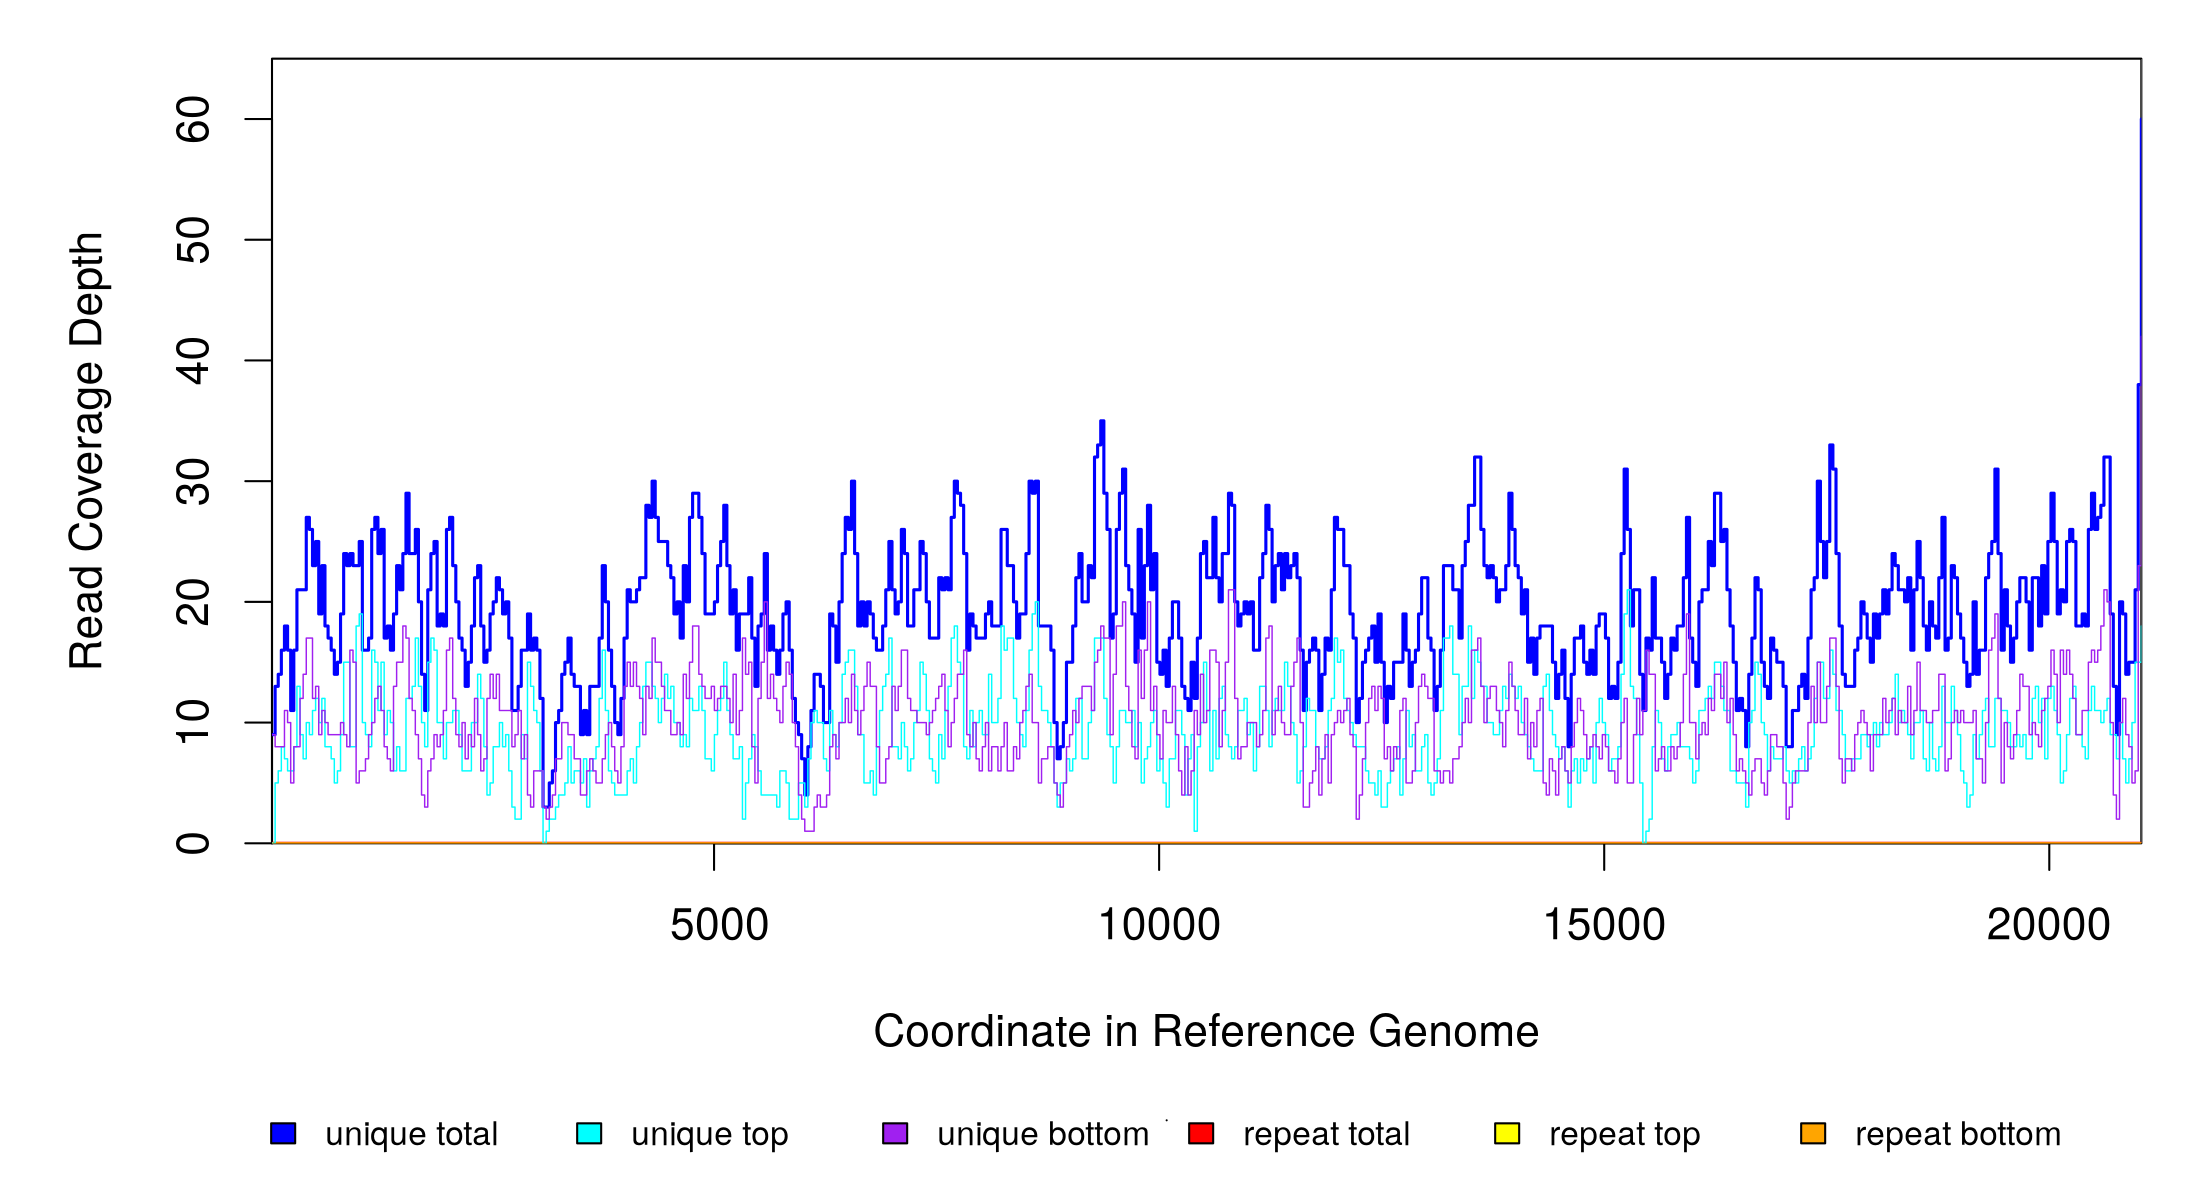 Read Coverage Depth
60
50
40
30
20
10
0
5000 10000 15000 20000
Coordinate in Reference Genome
unique total unique top unique bottom repeat total repeat top repeat bottom